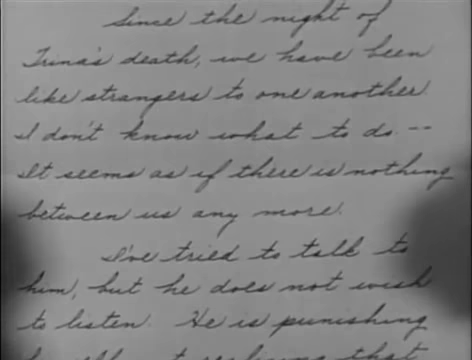 Since the night of
Trina's death, we have been
like strangers to one another
I don't know what to do --
It seems as if there is nothing
between us any more.
I've tried to talk to
him, but he does not wish
to listen. He is punishing
realizing that